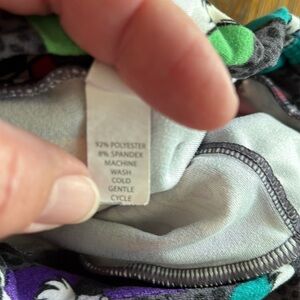 92% POLYESTER
8% SPANDEX
MACHINE
WASH
COLD
GENTLE
CYCLE